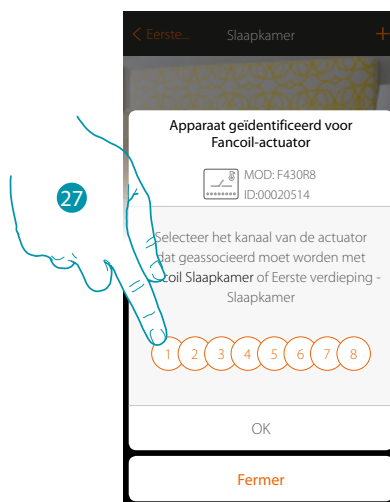 < Eerste... Slaapkamer +
Apparaat geïdentificeerd voor
Fancoil-actuator
MOD: F430R8
ID:00020514
27
Selecteer het kanaal van de actuator
dat geassocieerd moet worden met
coil Slaapkamer of Eerste verdieping -
Slaapkamer
1 2 3 4 5 6 7 8
OK
Fermer